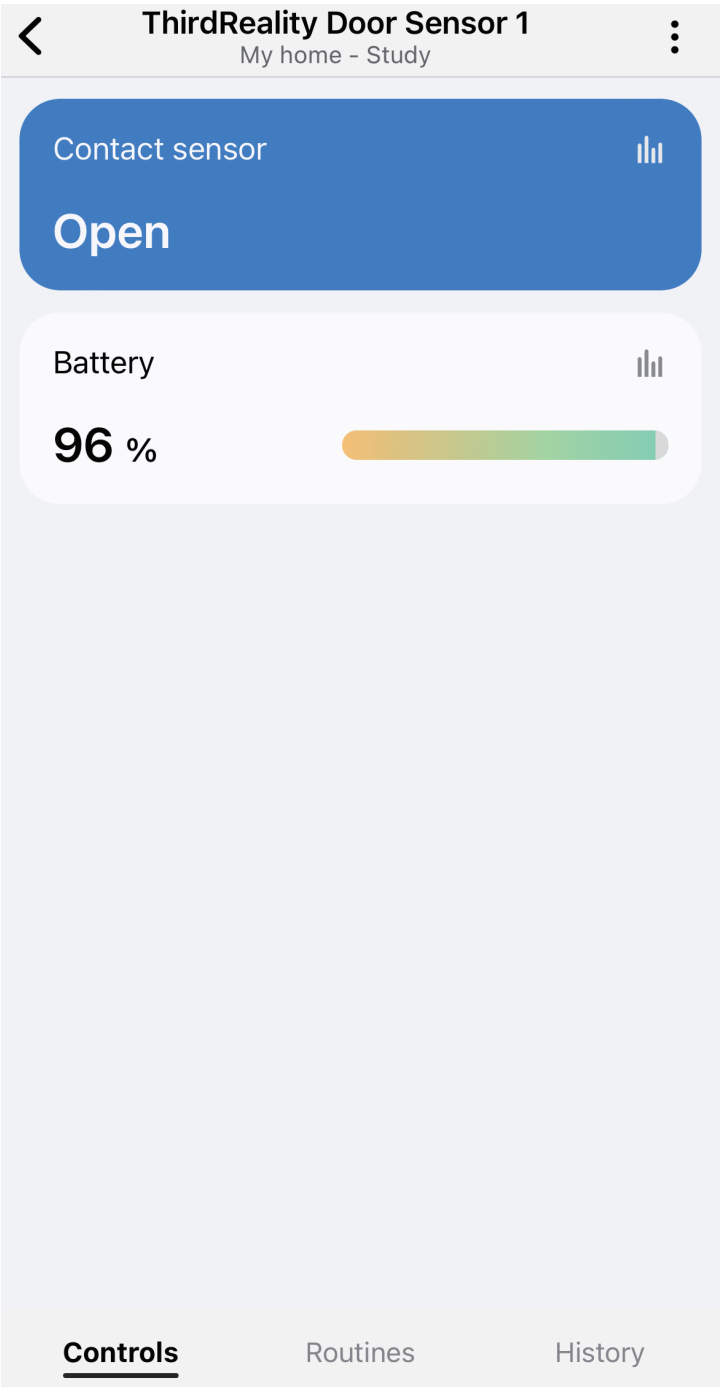 ThirdReality Door Sensor 1
My home - Study
Contact sensor
Open
Battery
96 %
Controls
Routines
History